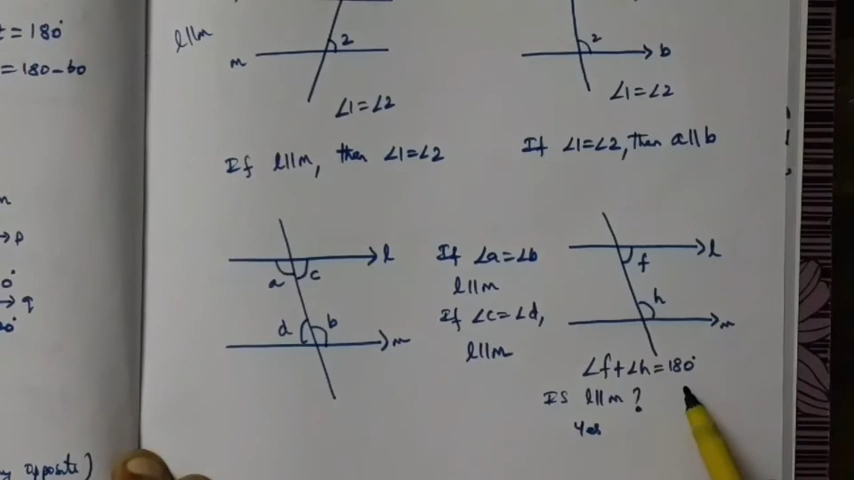 t = 180°
= 180 - 60
l||m
m
2
∠1 = ∠2
2
b
∠1 = ∠2
If l||m, then ∠1 = ∠2
If ∠1 = ∠2, then a||b
p
q
l
a
c
d
b
m
If ∠a = ∠b
l||m
If ∠c = ∠d,
l||m
l
f
h
m
∠f + ∠h = 180°
Is l||m ?
Yes
opposite)